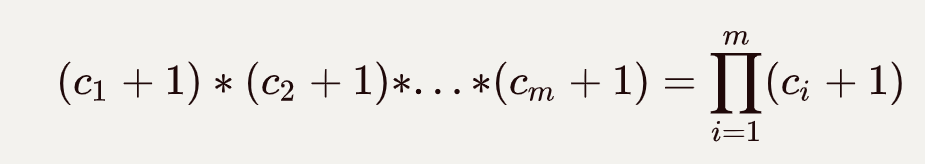 (c₁ + 1) * (c₂ + 1)*...*(cₘ + 1) = ∏ᵢ₌₁ᵐ(cᵢ + 1)